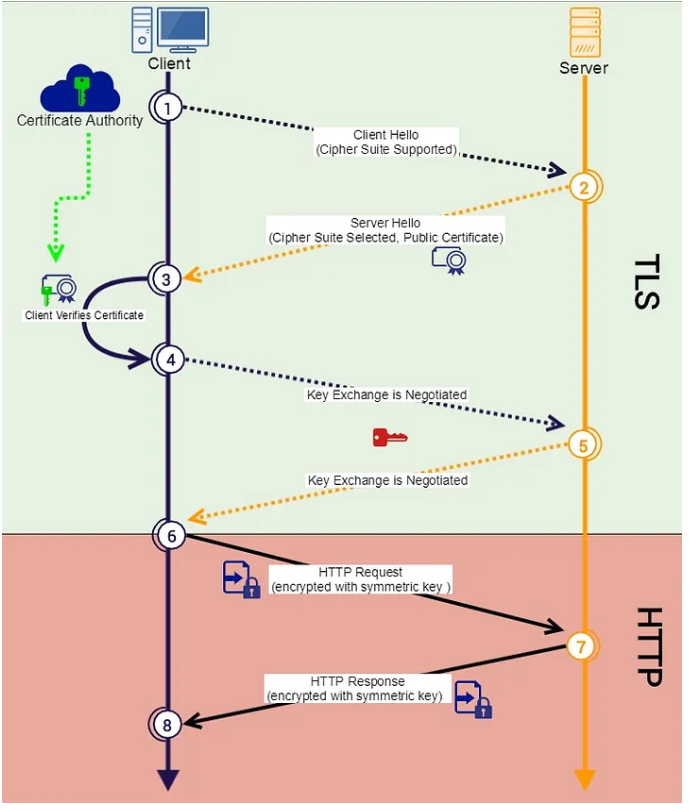 Client
Server
Certificate Authority
1
Client Hello
(Cipher Suite Supported)
2
Server Hello
(Cipher Suite Selected, Public Certificate)
TLS
3
Client Verifies Certificate
4
Key Exchange is Negotiated
5
Key Exchange is Negotiated
6
HTTP Request
(encrypted with symmetric key )
HTTP
7
HTTP Response
(encrypted with symmetric key)
8